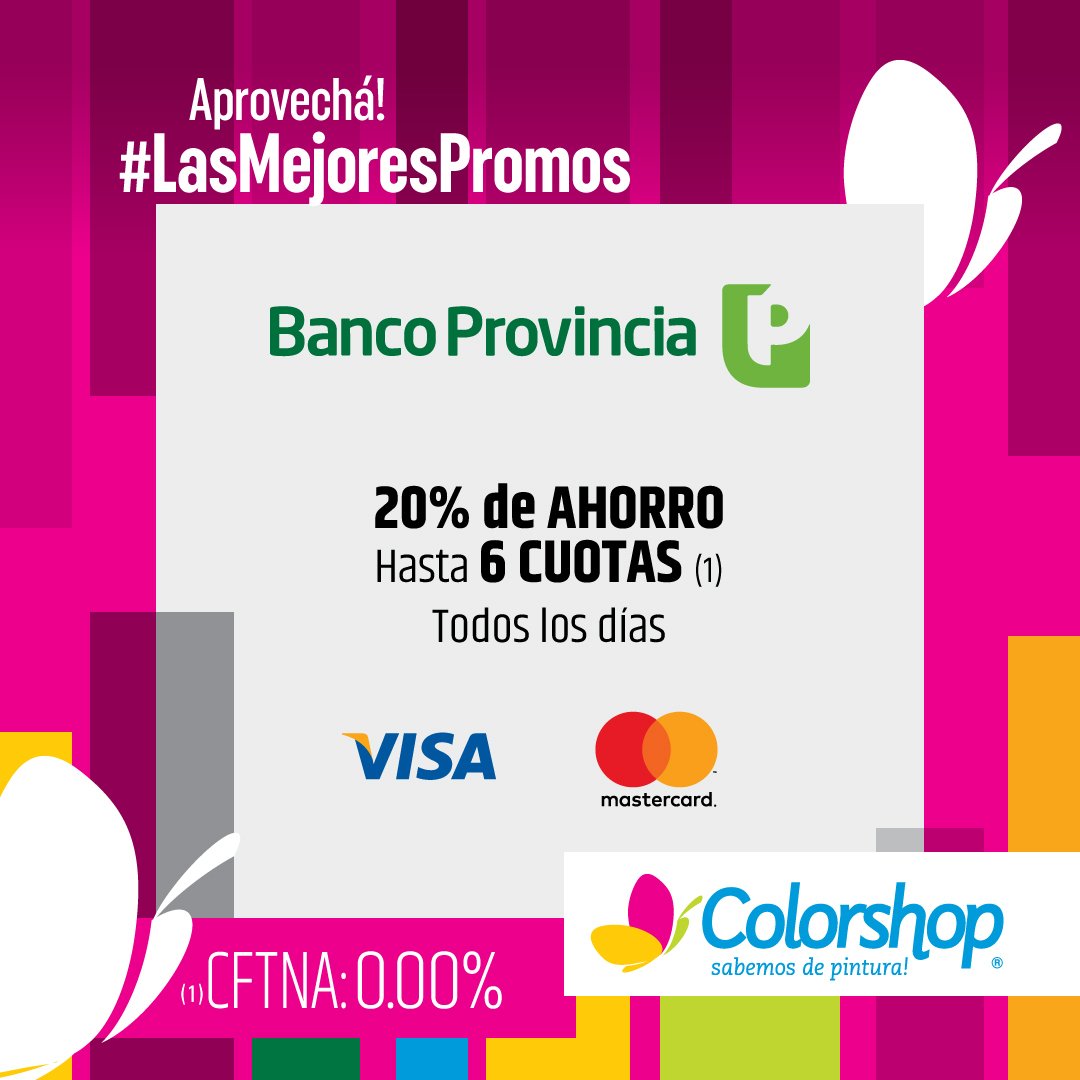 Aprovechá!
#LasMejoresPromos
Banco Provincia
20% de AHORRO
Hasta 6 CUOTAS (1)
Todos los días
VISA
mastercard.
Colorshop®
sabemos de pintura!
(1) CFTNA: 0.00%